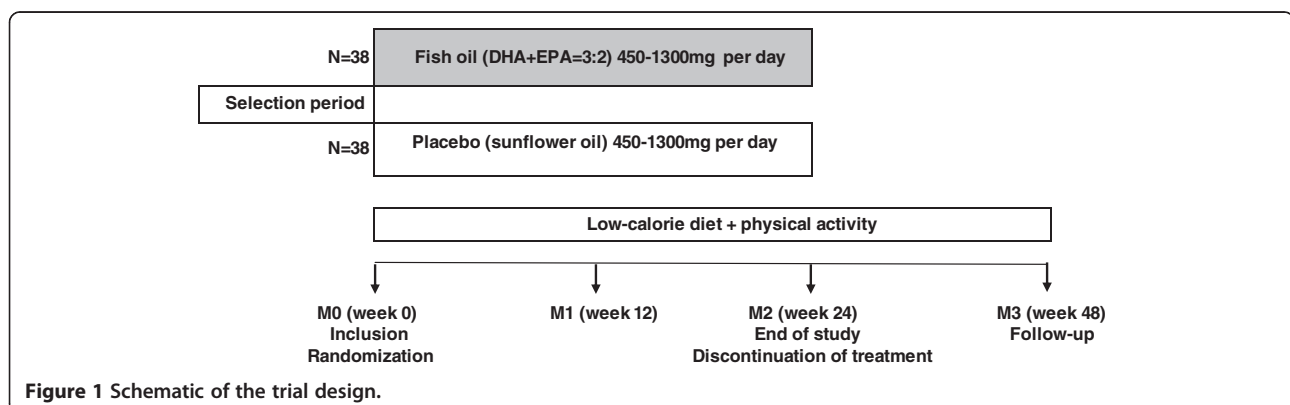 N=38
Fish oil (DHA+EPA=3:2) 450-1300mg per day
Selection period
N=38
Placebo (sunflower oil) 450-1300mg per day
Low-calorie diet + physical activity
M0 (week 0)
Inclusion
Randomization
M1 (week 12)
M2 (week 24)
End of study
Discontinuation of treatment
M3 (week 48)
Follow-up
Figure 1 Schematic of the trial design.